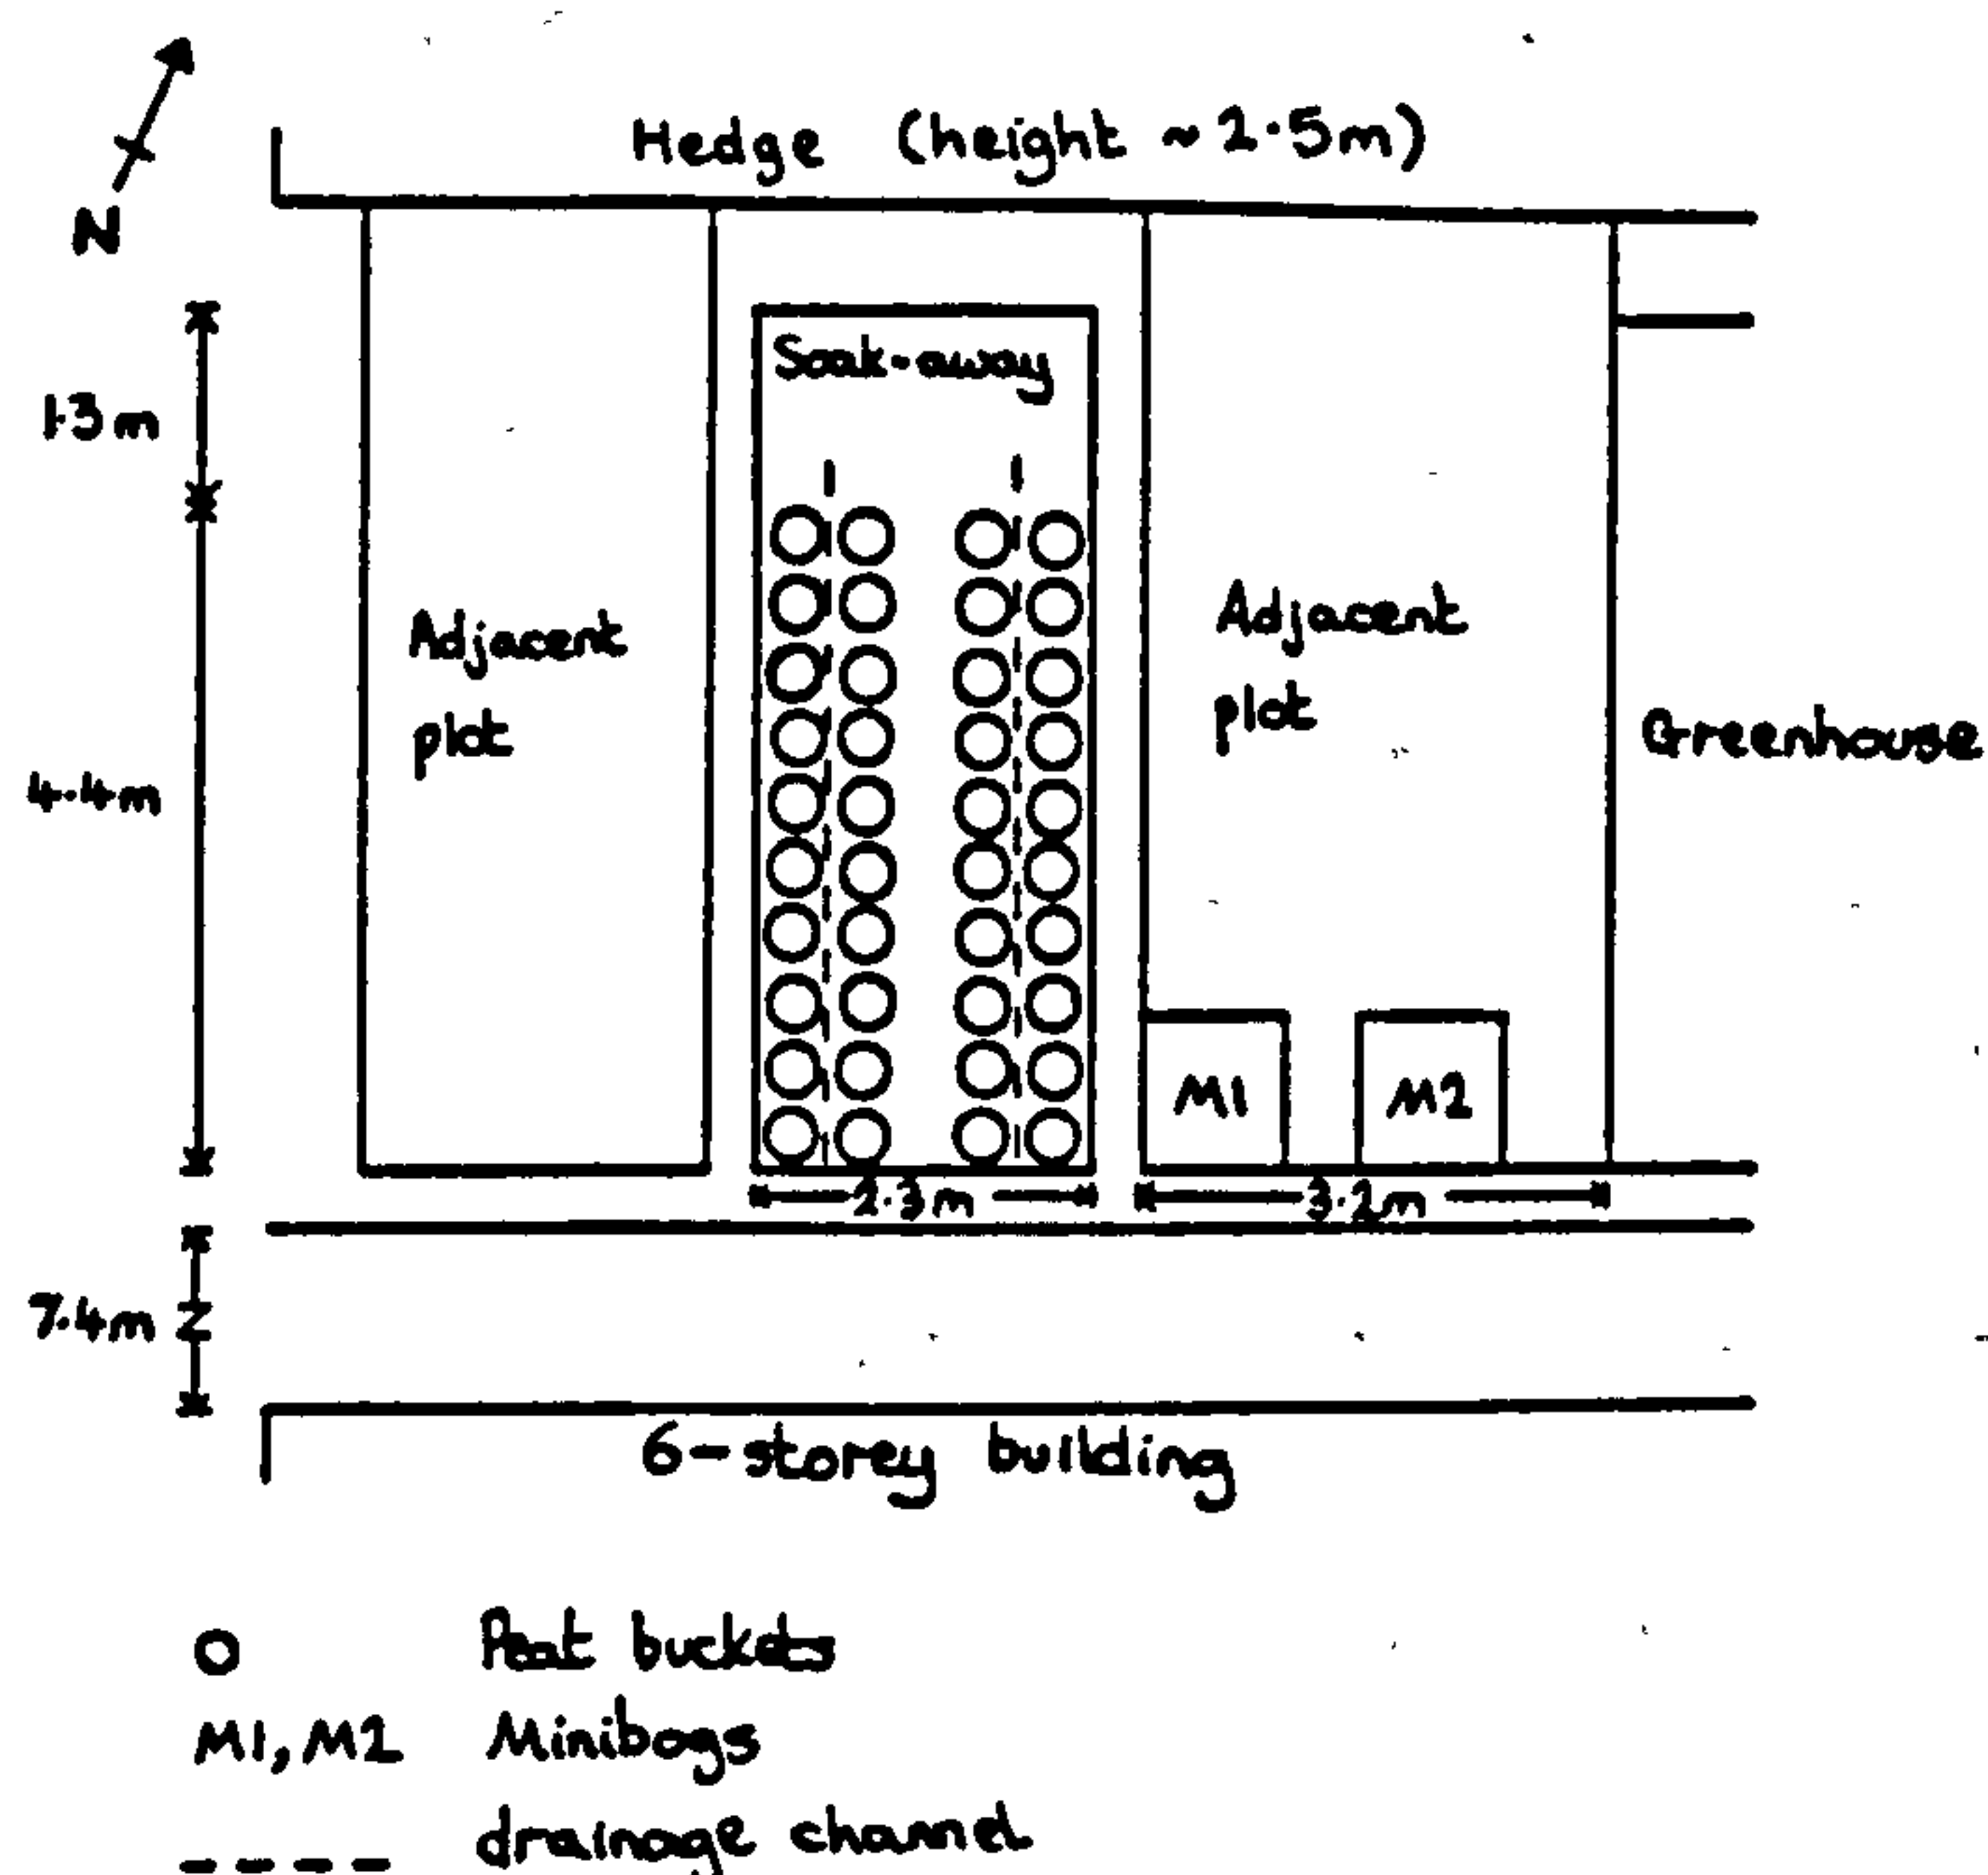 N
Hedge (height ~ 2.5m)
Soak-away
1.3m
Adjacent
plot
Adjacent
plot
Greenhouse
4.4m
M1
M2
2.3m
3.2m
7.4m
6-storey building
Peat buckets
M1, M2 Minibogs
drainage channel